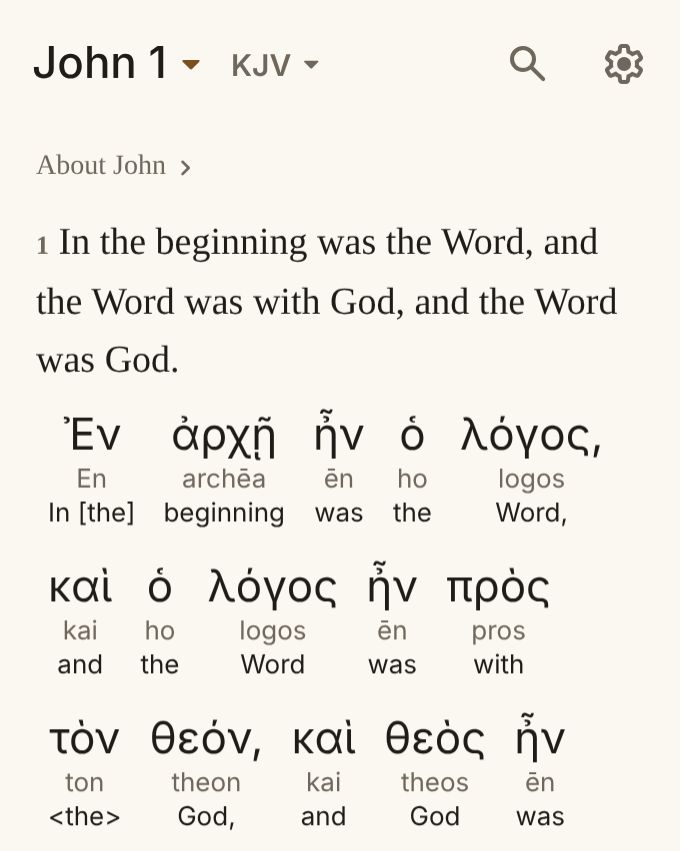 John 1 KJV
About John
1 In the beginning was the Word, and
the Word was with God, and the Word
was God.
Ἐν ἀρχῇ ἦν ὁ λόγος,
En archēa ēn ho logos
In [the] beginning was the Word,
καὶ ὁ λόγος ἦν πρὸς
kai ho logos ēn pros
and the Word was with
τὸν θεόν, καὶ θεὸς ἦν
ton theon kai theos ēn
<the> God, and God was